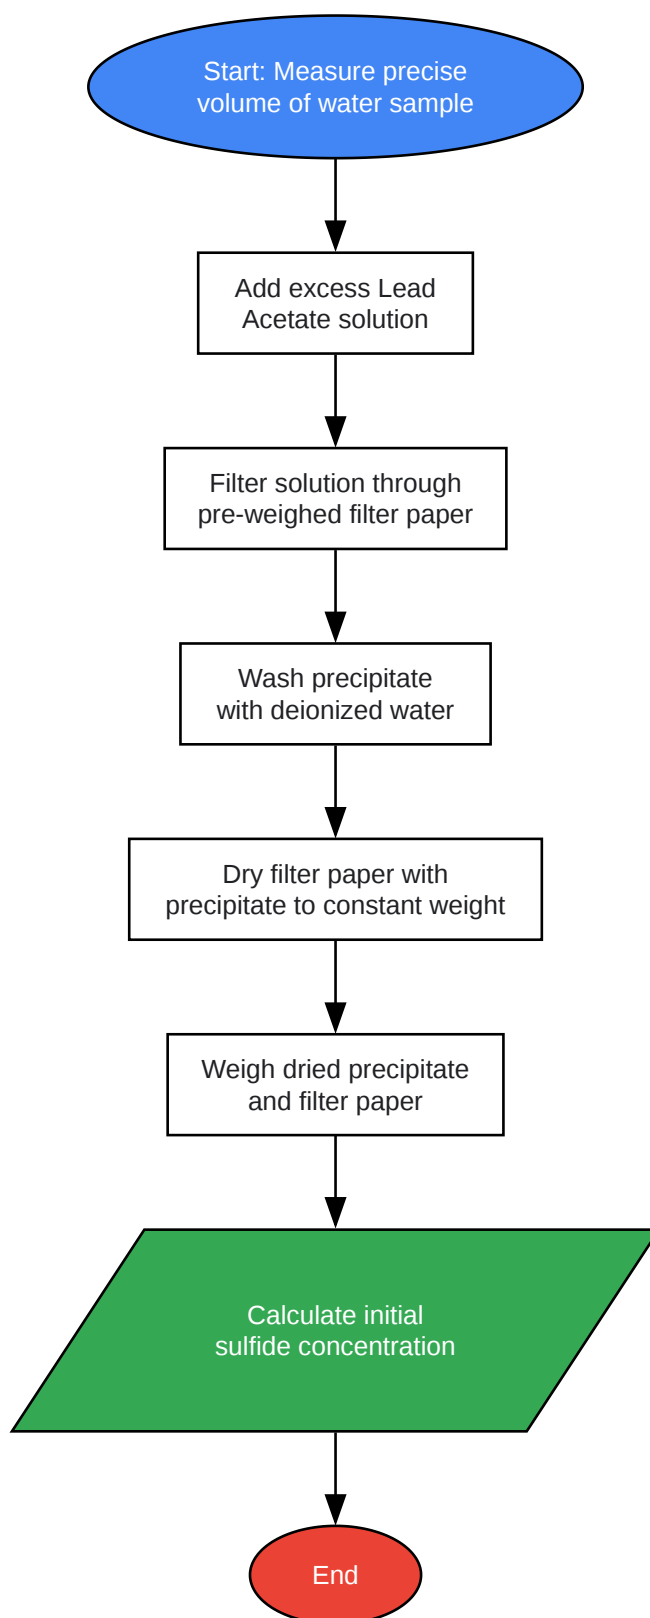 Start: Measure precise
volume of water sample
Add excess Lead
Acetate solution
Filter solution through
pre-weighed filter paper
Wash precipitate
with deionized water
Dry filter paper with
precipitate to constant weight
Weigh dried precipitate
and filter paper
Calculate initial
sulfide concentration
End